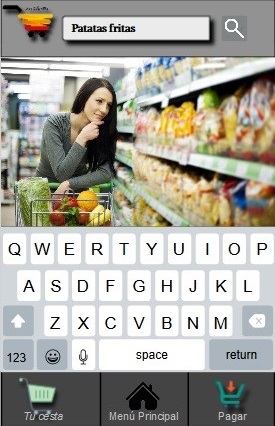 Patatas fritas
Q W E R T Y U I O P
A S D F G H J K L
Z X C V B N M
123 space return
Tu cesta Menú Principal Pagar